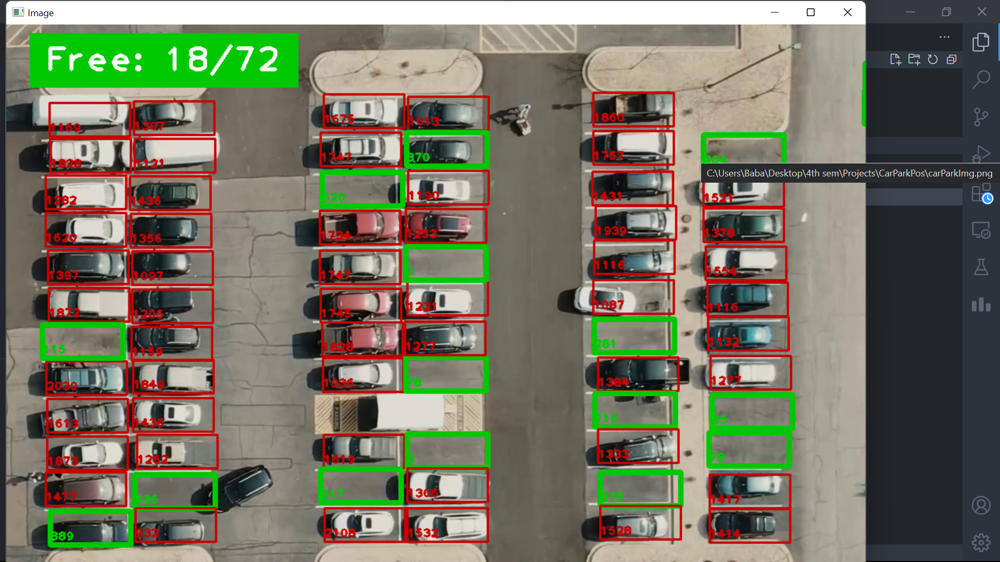 Image
Free: 18/72
1169 1307 1675 1013 1860
1828 1121 1747 870 1757 304
C:\Users\Baba\Desktop\4th sem\Projects\CarParkPos\carParkImg.png
1282 1436 520 1190 1431 1521
1620 1356 1734 1253 1939 1378
1397 1097 1747 0 1116 1554
1872 1205 1745 1221 1087 1116
115 1159 1828 1277 281 1132
2030 1849 1936 78 1384 1277
1613 1436 716 25
1873 1262 1619 0 1333 78
1477 436 817 1306 375 1417
889 932 2108 1532 1528 1414